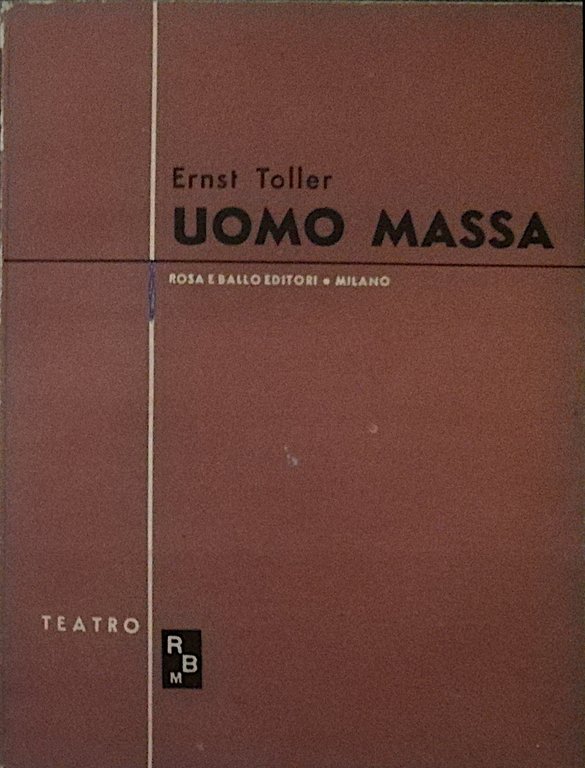 Ernst Toller
UOMO MASSA
ROSA E BALLO EDITORI • MILANO
TEATRO
R
B
M